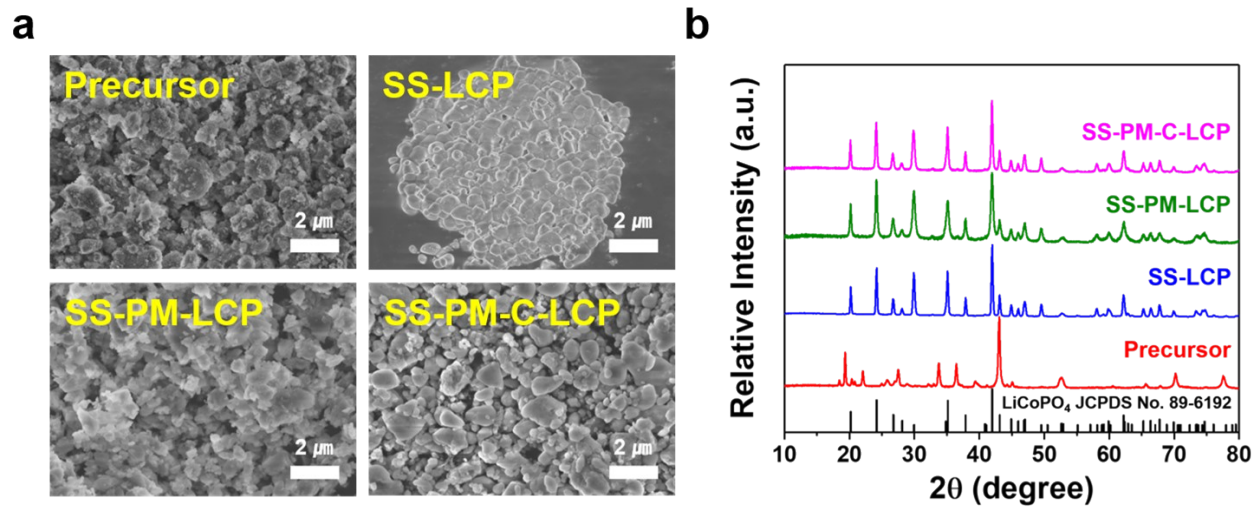 a
Precursor
2 ㎛
SS-LCP
2 ㎛
SS-PM-LCP
2 ㎛
SS-PM-C-LCP
2 ㎛
b
Relative Intensity (a.u.)
SS-PM-C-LCP
SS-PM-LCP
SS-LCP
Precursor
LiCoPO₄ JCPDS No. 89-6192
10 20 30 40 50 60 70 80
2θ (degree)